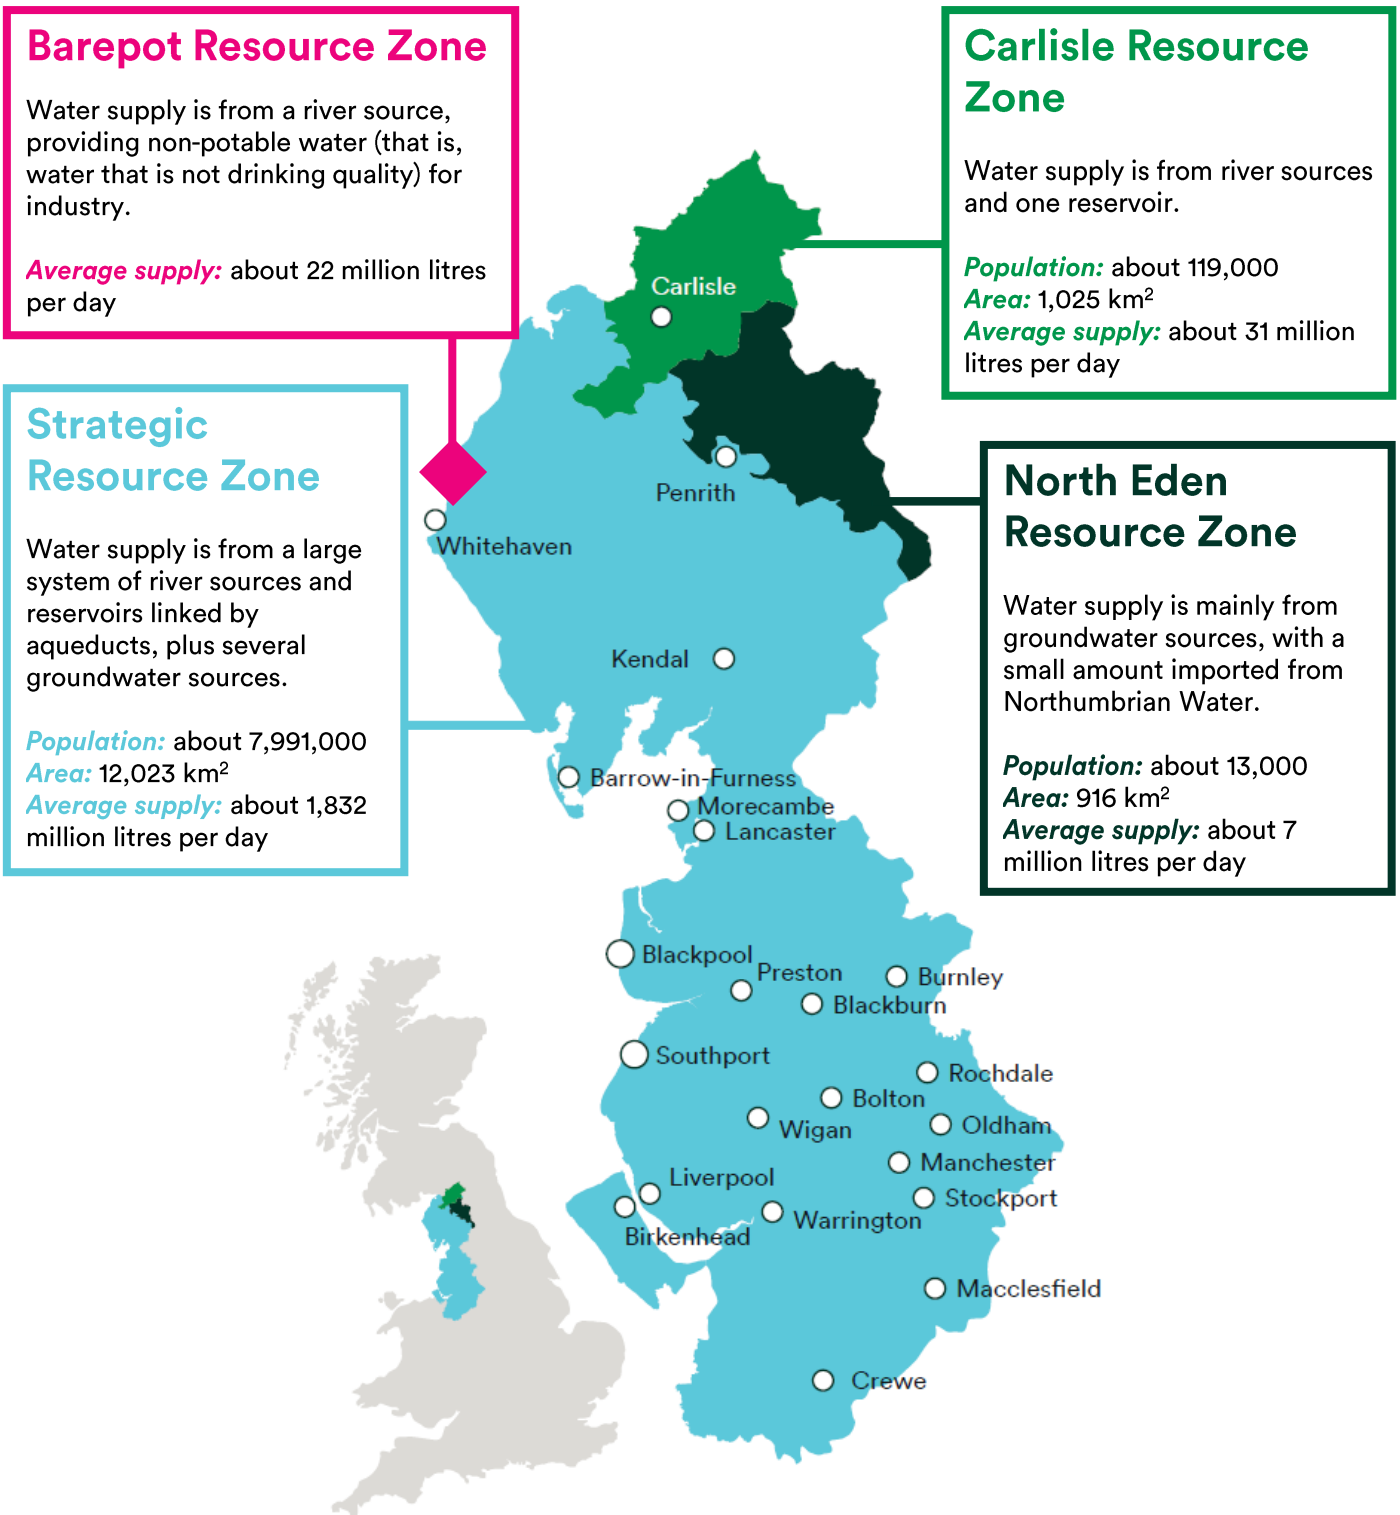 Barepot Resource Zone
Water supply is from a river source,
providing non-potable water (that is,
water that is not drinking quality) for
industry.
Average supply: about 22 million litres
per day
Carlisle Resource
Zone
Water supply is from river sources
and one reservoir.
Population: about 119,000
Area: 1,025 km²
Average supply: about 31 million
litres per day
Strategic
Resource Zone
Water supply is from a large
system of river sources and
reservoirs linked by
aqueducts, plus several
groundwater sources.
Population: about 7,991,000
Area: 12,023 km²
Average supply: about 1,832
million litres per day
North Eden
Resource Zone
Water supply is mainly from
groundwater sources, with a
small amount imported from
Northumbrian Water.
Population: about 13,000
Area: 916 km²
Average supply: about 7
million litres per day
Carlisle
Penrith
Whitehaven
Kendal
Barrow-in-Furness
Morecambe
Lancaster
Blackpool
Preston
Burnley
Blackburn
Southport
Rochdale
Bolton
Oldham
Wigan
Manchester
Liverpool
Stockport
Warrington
Birkenhead
Macclesfield
Crewe